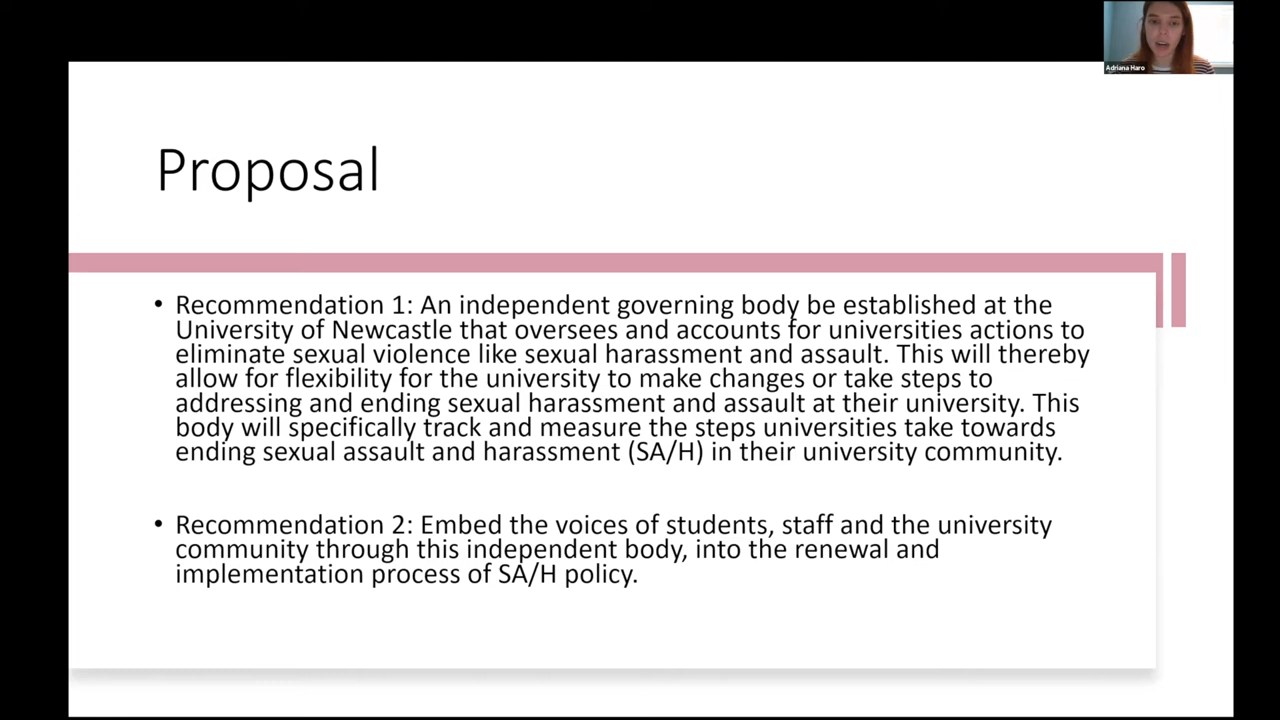 Adriana Haro
Proposal
• Recommendation 1: An independent governing body be established at the
University of Newcastle that oversees and accounts for universities actions to
eliminate sexual violence like sexual harassment and assault. This will thereby
allow for flexibility for the university to make changes or take steps to
addressing and ending sexual harassment and assault at their university. This
body will specifically track and measure the steps universities take towards
ending sexual assault and harassment (SA/H) in their university community.
• Recommendation 2: Embed the voices of students, staff and the university
community through this independent body, into the renewal and
implementation process of SA/H policy.